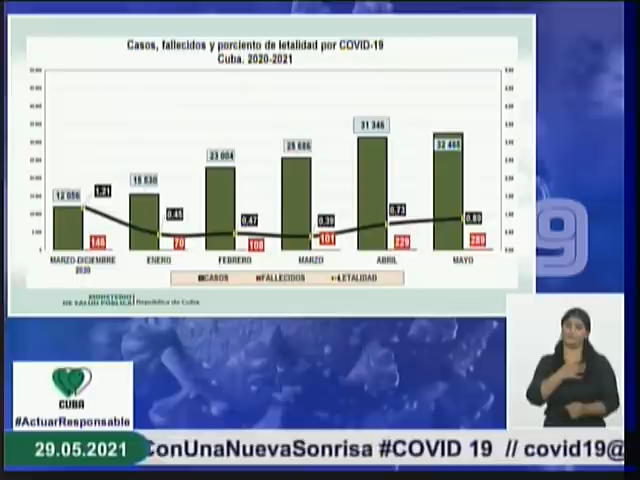 Casos, fallecidos y porciento de letalidad por COVID-19
Cuba. 2020-2021
12 056
1.21
146
15 536
0.45
70
23 004
0.47
108
25 686
0.39
101
31 346
0.73
229
32 465
0.89
289
MARZO-DICIEMBRE 2020
ENERO
FEBRERO
MARZO
ABRIL
MAYO
CASOS
FALLECIDOS
LETALIDAD
MINISTERIO
DE SALUD PÚBLICA
República de Cuba
9
CUBA
#ActuarResponsable
29.05.2021
ConUnaNuevaSonrisa #COVID 19 // covid19@